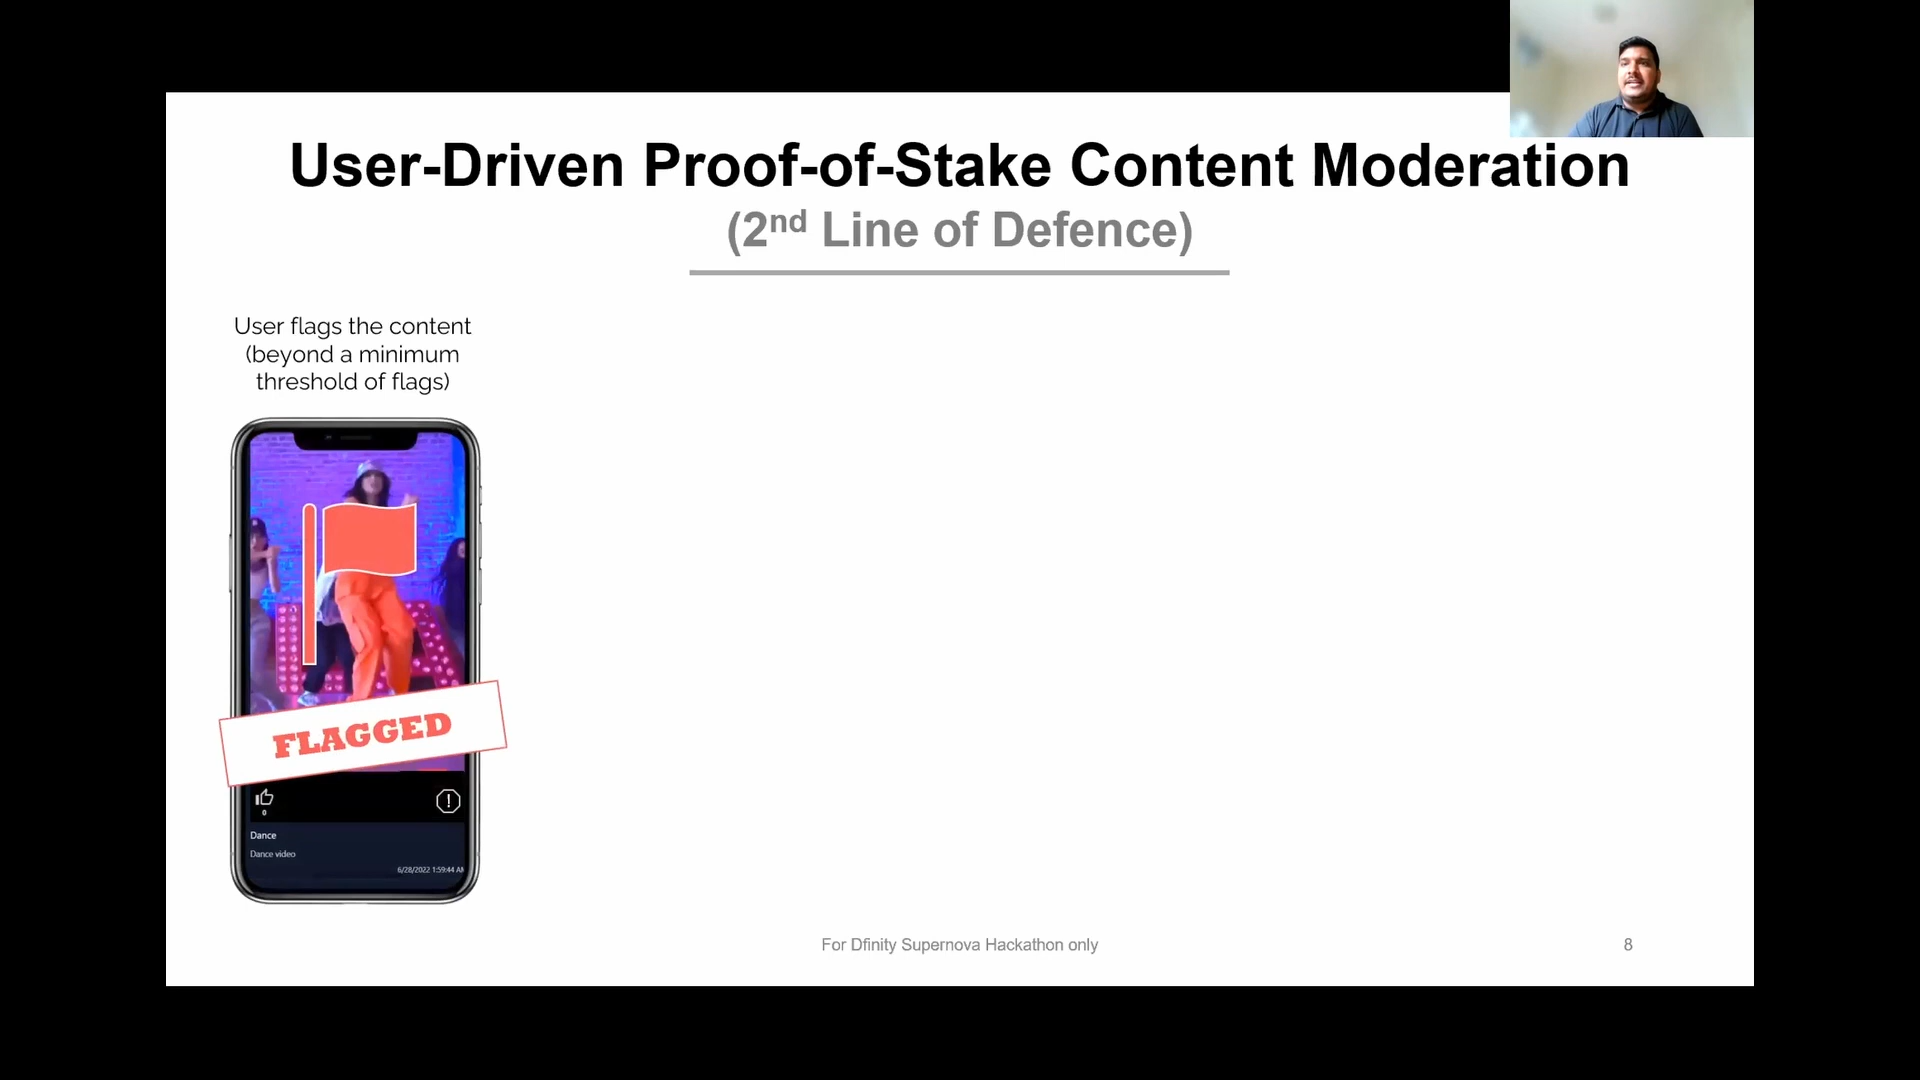 User-Driven Proof-of-Stake Content Moderation
(2nd Line of Defence)
User flags the content
(beyond a minimum
threshold of flags)
FLAGGED
0
Dance
Dance video
6/28/2022 1:59:44 AM
For Dfinity Supernova Hackathon only
8